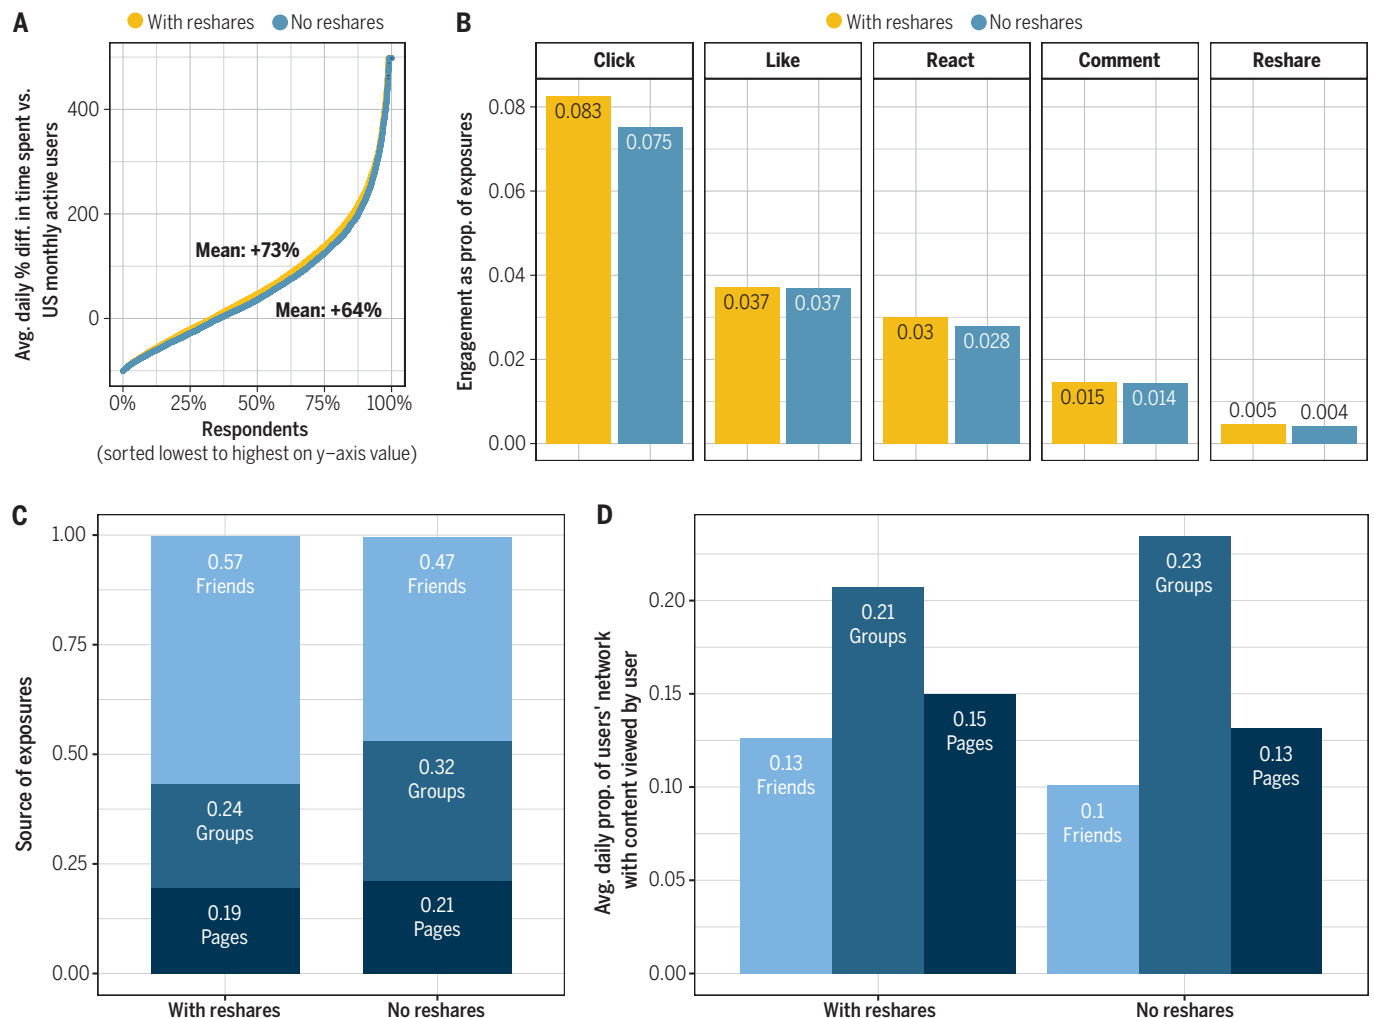 A
With reshares
No reshares
Avg. daily % diff. in time spent vs.
US monthly active users
400
200
0
Mean: +73%
Mean: +64%
0%
25%
50%
75%
100%
Respondents
(sorted lowest to highest on y–axis value)
B
With reshares
No reshares
Click
Like
React
Comment
Reshare
Engagement as prop. of exposures
0.08
0.06
0.04
0.02
0.00
0.083
0.075
0.037
0.037
0.03
0.028
0.015
0.014
0.005
0.004
C
Source of exposures
1.00
0.75
0.50
0.25
0.00
0.57
Friends
0.24
Groups
0.19
Pages
0.47
Friends
0.32
Groups
0.21
Pages
With reshares
No reshares
D
Avg. daily prop. of users' network
with content viewed by user
0.20
0.15
0.10
0.05
0.00
0.13
Friends
0.21
Groups
0.15
Pages
0.1
Friends
0.23
Groups
0.13
Pages
With reshares
No reshares